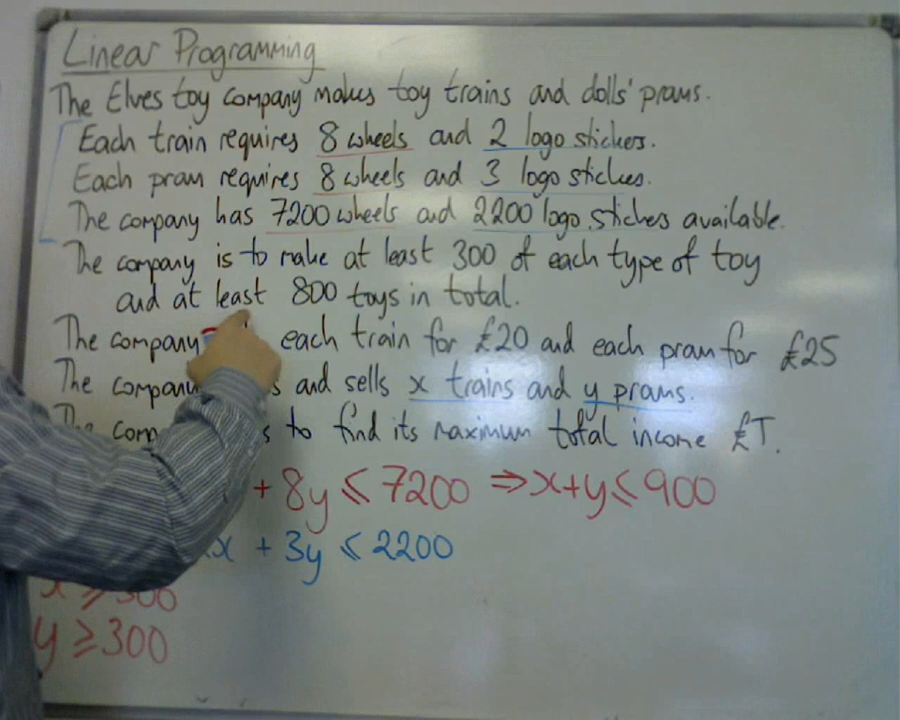 Linear Programming
The Elves toy company makes toy trains and dolls' prams.
Each train requires 8 wheels and 2 logo stickers.
Each pram requires 8 wheels and 3 logo stickers.
The company has 7200 wheels and 2200 logo stickers available.
The company is to make at least 300 of each type of toy
and at least 800 toys in total.
The company each train for £20 and each pram for £25
The company and sells x trains and y prams.
The to find its maximum total income £T.
+ 8y ≤ 7200 ⇒ x+y ≤ 900
x + 3y ≤ 2200
x ≥ 300
y ≥ 300